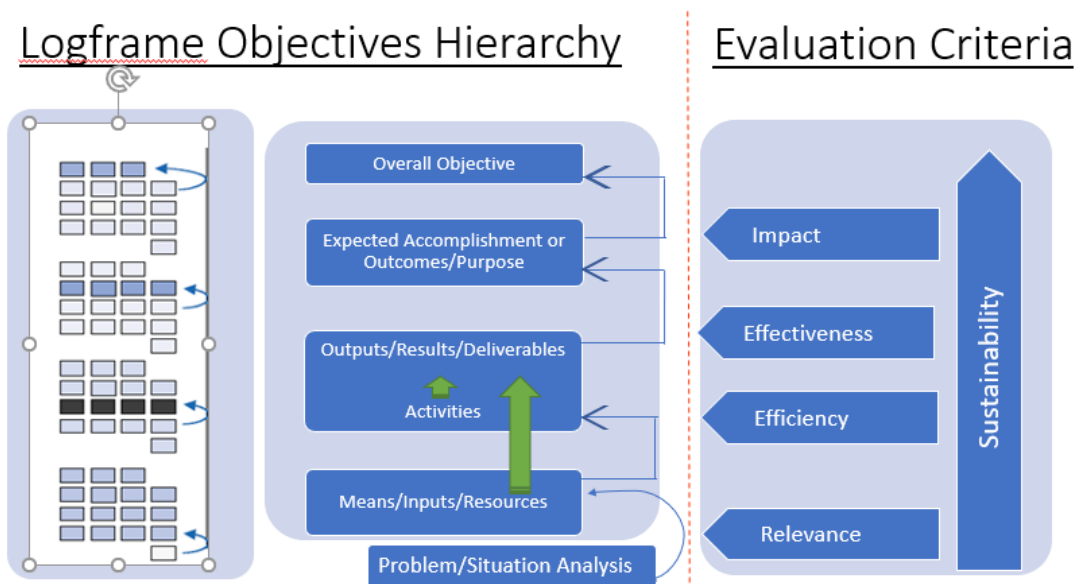 Logframe Objectives Hierarchy
Evaluation Criteria
Overall Objective
Expected Accomplishment or
Outcomes/Purpose
Outputs/Results/Deliverables
Activities
Means/Inputs/Resources
Problem/Situation Analysis
Impact
Effectiveness
Efficiency
Relevance
Sustainability